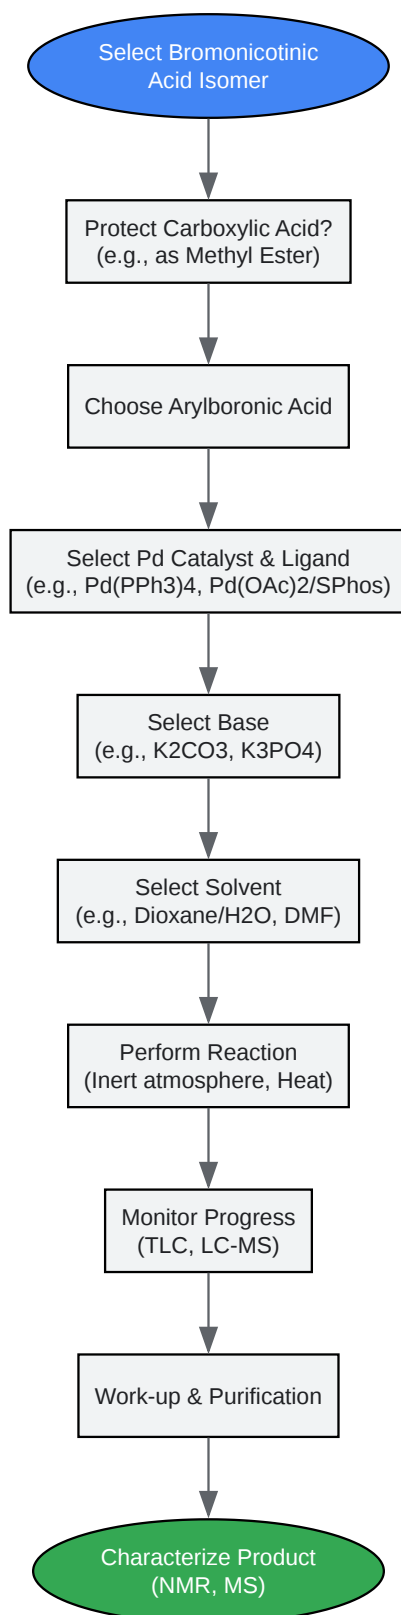 Select Bromonicotinic
Acid Isomer
Protect Carboxylic Acid?
(e.g., as Methyl Ester)
Choose Arylboronic Acid
Select Pd Catalyst & Ligand
(e.g., Pd(PPh3)4, Pd(OAc)2/SPhos)
Select Base
(e.g., K2CO3, K3PO4)
Select Solvent
(e.g., Dioxane/H2O, DMF)
Perform Reaction
(Inert atmosphere, Heat)
Monitor Progress
(TLC, LC-MS)
Work-up & Purification
Characterize Product
(NMR, MS)